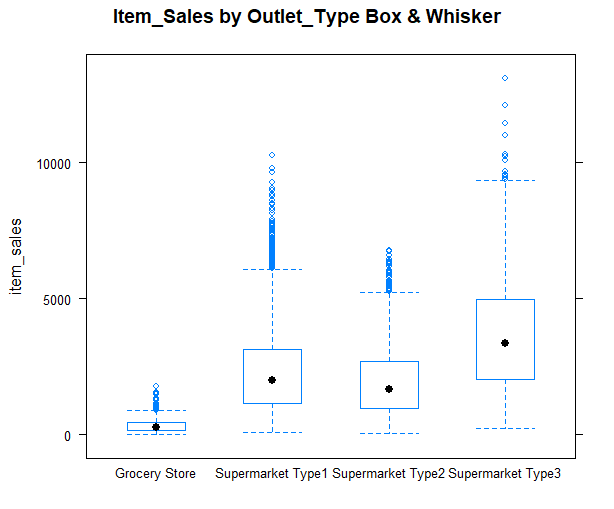 Item_Sales by Outlet_Type Box & Whisker
item_sales
10000
5000
0
Grocery Store Supermarket Type1 Supermarket Type2 Supermarket Type3